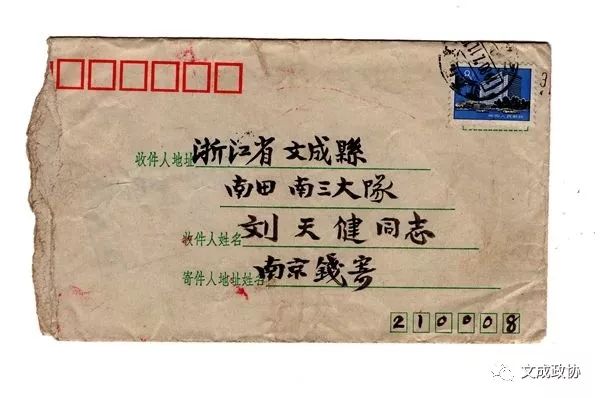 8
收件人地址 浙江省文成縣
南田 南三大隊
收件人姓名 刘天健同志
寄件人地址姓名 南京錢寄
210008
文成政协